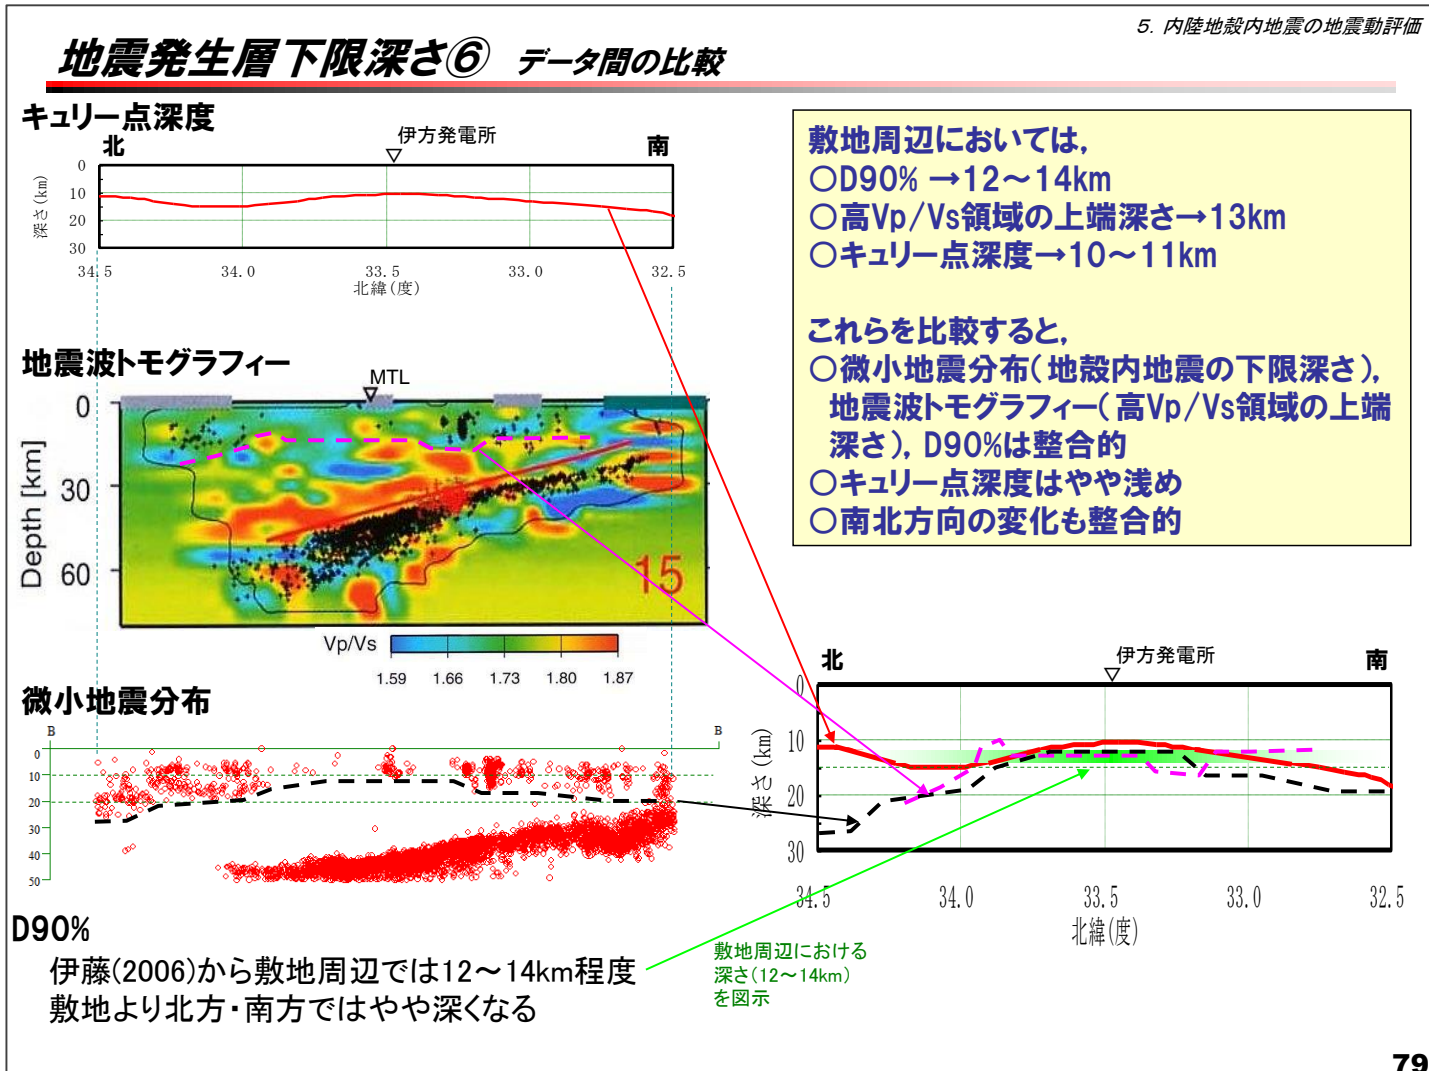 5. 内陸地殻内地震の地震動評価
地震発生層下限深さ⑥ データ間の比較
キュリー点深度
北
伊方発電所
南
0
10
20
30
深さ(km)
34.5 34.0 33.5 33.0 32.5
北緯(度)
敷地周辺においては,
○D90% →12～14km
○高Vp/Vs領域の上端深さ→13km
○キュリー点深度→10～11km
これらを比較すると,
○微小地震分布(地殻内地震の下限深さ),
地震波トモグラフィー(高Vp/Vs領域の上端
深さ), D90%は整合的
○キュリー点深度はやや浅め
○南北方向の変化も整合的
地震波トモグラフィー
MTL
0
30
60
Depth [km]
15
Vp/Vs
1.59 1.66 1.73 1.80 1.87
微小地震分布
B B
0
10
20
30
40
50
北
伊方発電所
南
0
10
20
30
深さ(km)
34.5 34.0 33.5 33.0 32.5
北緯(度)
D90%
伊藤(2006)から敷地周辺では12～14km程度
敷地より北方・南方ではやや深くなる
敷地周辺における
深さ(12～14km)
を図示
79